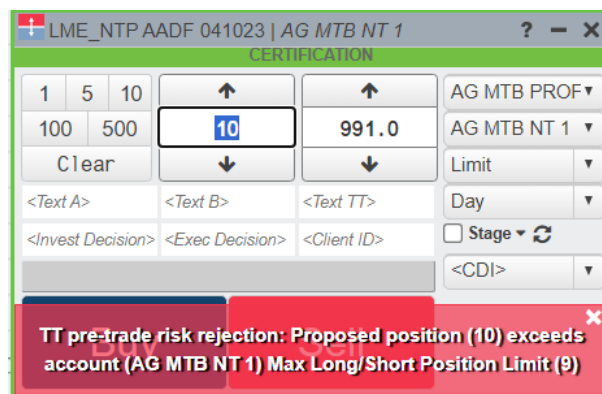 LME_NTP AADF 041023 | AG MTB NT 1 ? − ×
CERTIFICATION
1 5 10
100 500
Clear
10
991.0
AG MTB PROF
AG MTB NT 1
Limit
Day
<Text A> <Text B> <Text TT>
<Invest Decision> <Exec Decision> <Client ID>
Stage
<CDI>
Buy Sell
TT pre-trade risk rejection: Proposed position (10) exceeds
account (AG MTB NT 1) Max Long/Short Position Limit (9)